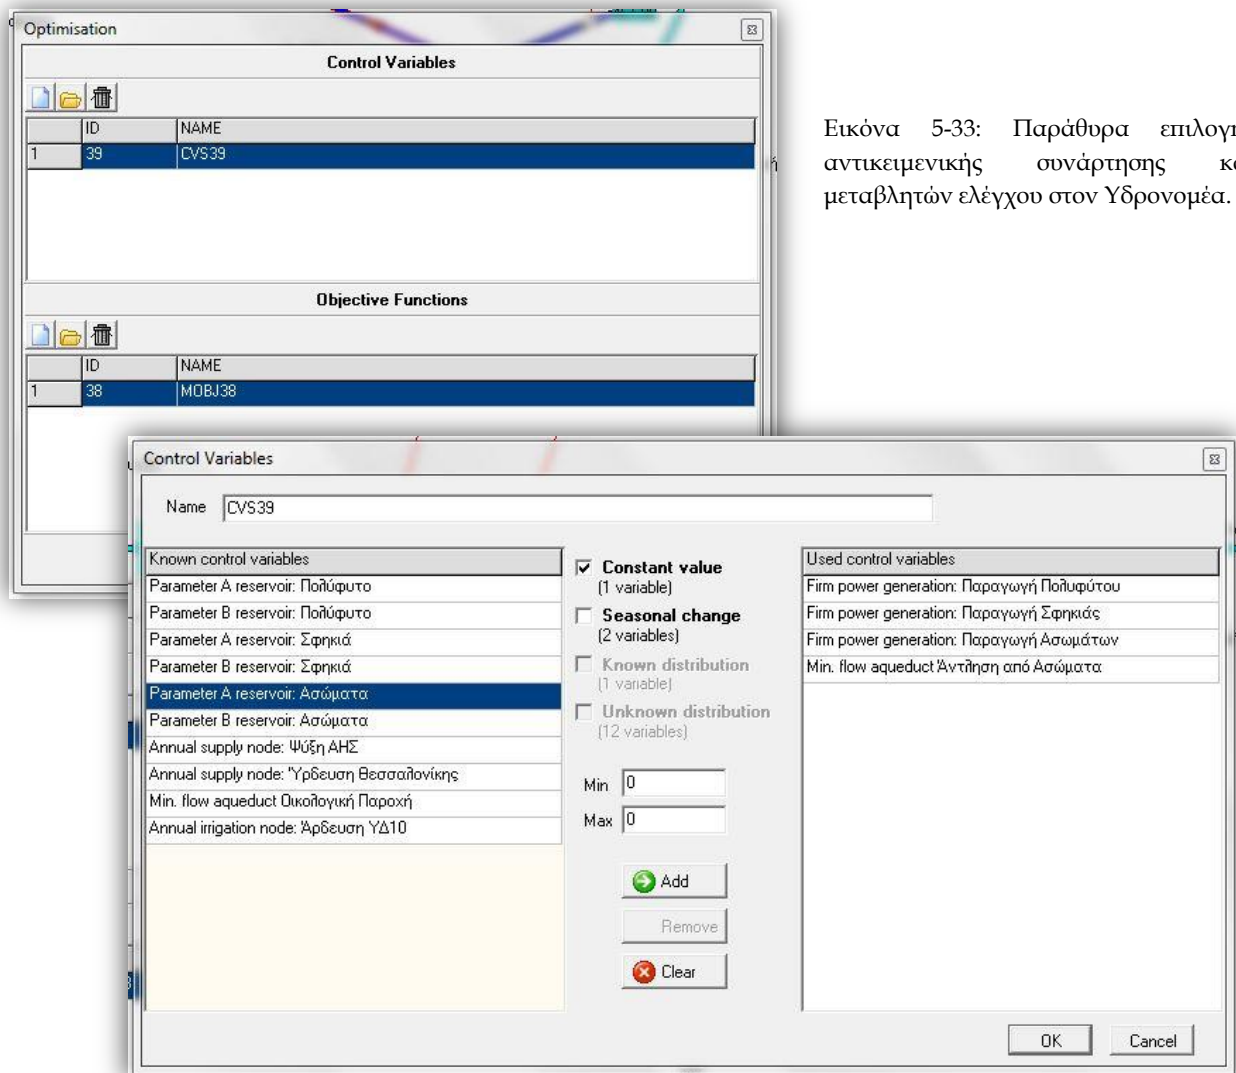 Optimisation
Control Variables
ID NAME
1 39 CVS39
Objective Functions
ID NAME
1 38 MOBJ38
Εικόνα 5-33: Παράθυρα
αντικειμενικής συνάρτησης
μεταβλητών ελέγχου στον Υδρονομέα.
Control Variables
Name CVS39
Known control variables
Parameter A reservoir: Πολύφυτο
Parameter B reservoir: Πολύφυτο
Parameter A reservoir: Σφηκιά
Parameter B reservoir: Σφηκιά
Parameter A reservoir: Ασώματα
Parameter B reservoir: Ασώματα
Annual supply node: Ψύξη ΑΗΣ
Annual supply node: Ύρδευση Θεσσαλονίκης
Min. flow aqueduct Οικολογική Παροχή
Annual irrigation node: Άρδευση ΥΔ10
Constant value
(1 variable)
Seasonal change
(2 variables)
Known distribution
(1 variable)
Unknown distribution
(12 variables)
Min 0
Max 0
Add
Remove
Clear
Used control variables
Firm power generation: Παραγωγή Πολυφύτου
Firm power generation: Παραγωγή Σφηκιάς
Firm power generation: Παραγωγή Ασωμάτων
Min. flow aqueduct Άντληση από Ασώματα
OK Cancel